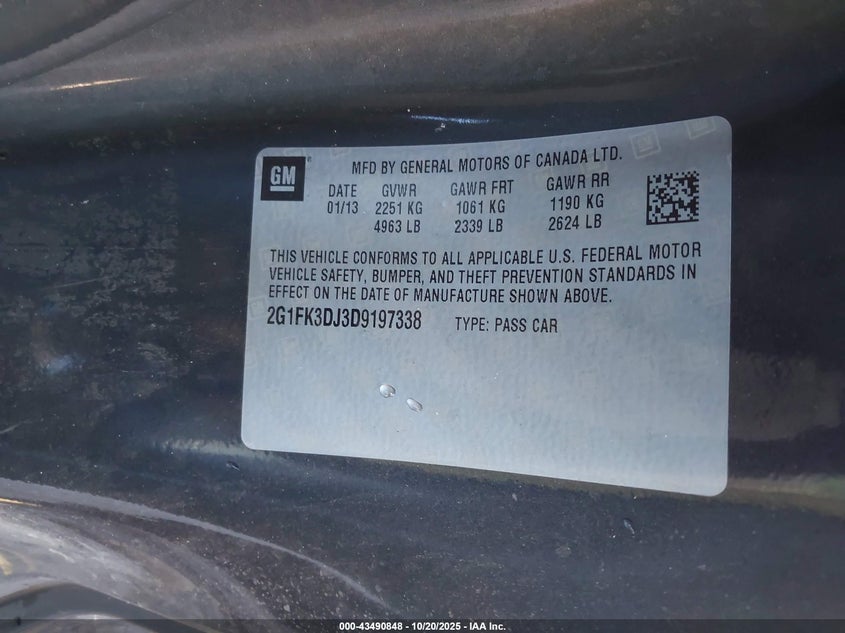 GM
MFD BY GENERAL MOTORS OF CANADA LTD.
DATE GVWR GAWR FRT GAWR RR
01/13 2251 KG 1061 KG 1190 KG
4963 LB 2339 LB 2624 LB
THIS VEHICLE CONFORMS TO ALL APPLICABLE U.S. FEDERAL MOTOR
VEHICLE SAFETY, BUMPER, AND THEFT PREVENTION STANDARDS IN
EFFECT ON THE DATE OF MANUFACTURE SHOWN ABOVE.
2G1FK3DJ3D9197338 TYPE: PASS CAR
000-43490848 - 10/20/2025 - IAA Inc.